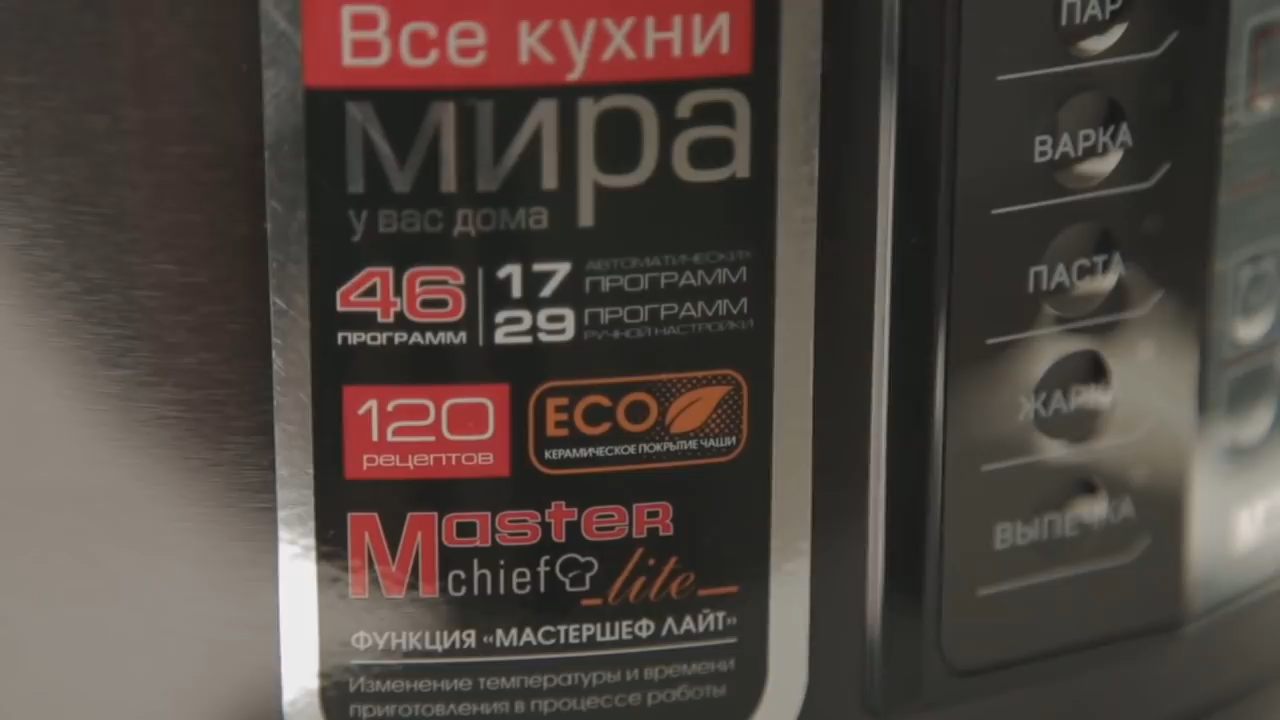 Все кухни
мира
у вас дома
46
ПРОГРАММ
17 АВТОМАТИЧЕСКИХ
ПРОГРАММ
29 ПРОГРАММ
РУЧНОЙ НАСТРОЙКИ
120
рецептов
ECO
КЕРАМИЧЕСКОЕ ПОКРЫТИЕ ЧАШИ
Master
chief lite
ФУНКЦИЯ «МАСТЕРШЕФ ЛАЙТ»
Изменение температуры и времени
приготовления в процессе работы
ПАР
ВАРКА
ПАСТА
ЖАРКА
ВЫПЕЧКА